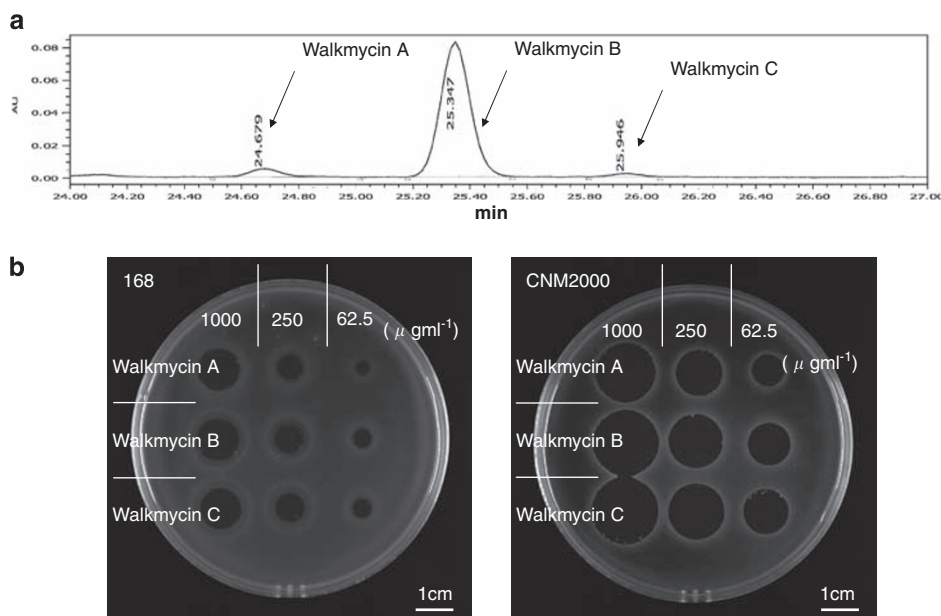 a
Walkmycin A
Walkmycin B
Walkmycin C
0.08
0.06
0.04
0.02
0.00
AU
24.679
25.347
25.946
24.00 24.20 24.40 24.60 24.80 25.00 25.20 25.40 25.60 25.80 26.00 26.20 26.40 26.60 26.80 27.00
min
b
168
1000 250 62.5 (μ gml-1)
Walkmycin A
Walkmycin B
Walkmycin C
1cm
CNM2000
1000 250 62.5
(μ gml-1)
Walkmycin A
Walkmycin B
Walkmycin C
1cm